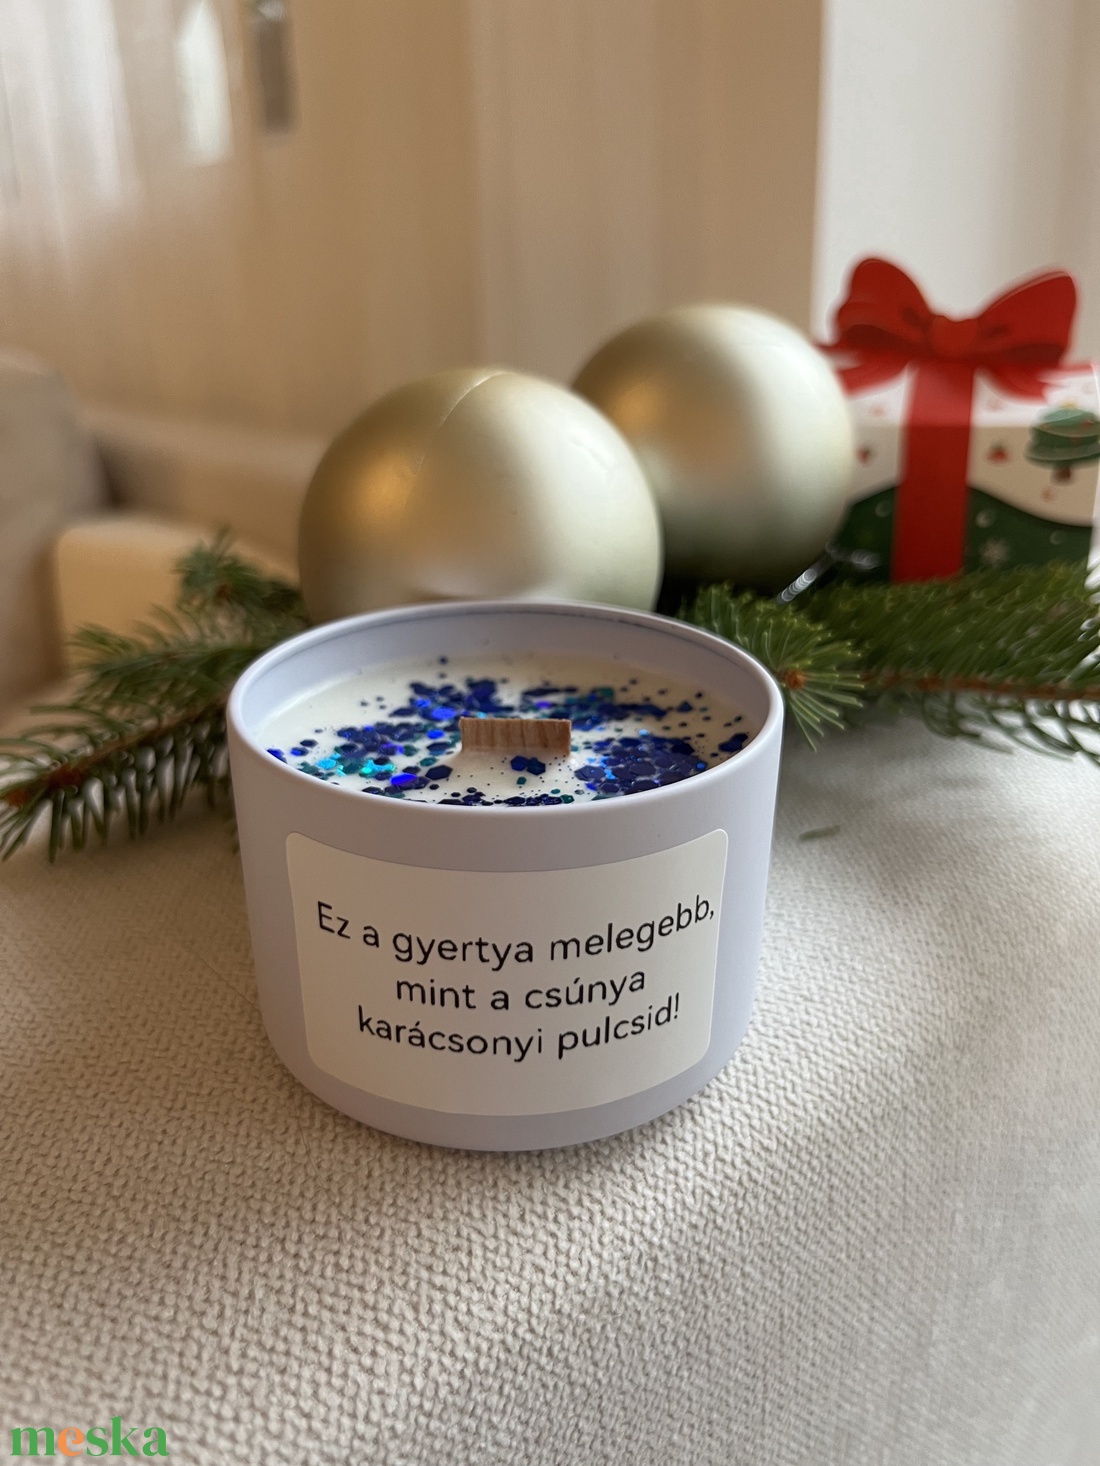 Ez a gyertya melegebb,
mint a csúnya
karácsonyi pulcsid!
meska